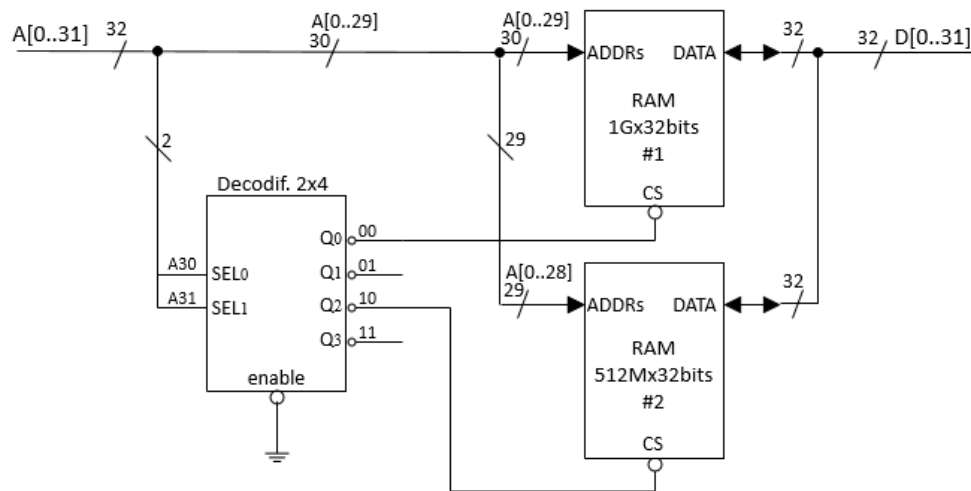 A[0..31]
32
A[0..29]
30
A[0..29]
30
ADDRs
DATA
32
32
D[0..31]
RAM
1Gx32bits
#1
CS
2
29
Decodif. 2x4
Q0
00
A30
SEL0
Q1
01
A31
SEL1
Q2
10
Q3
11
enable
A[0..28]
29
ADDRs
DATA
32
RAM
512Mx32bits
#2
CS